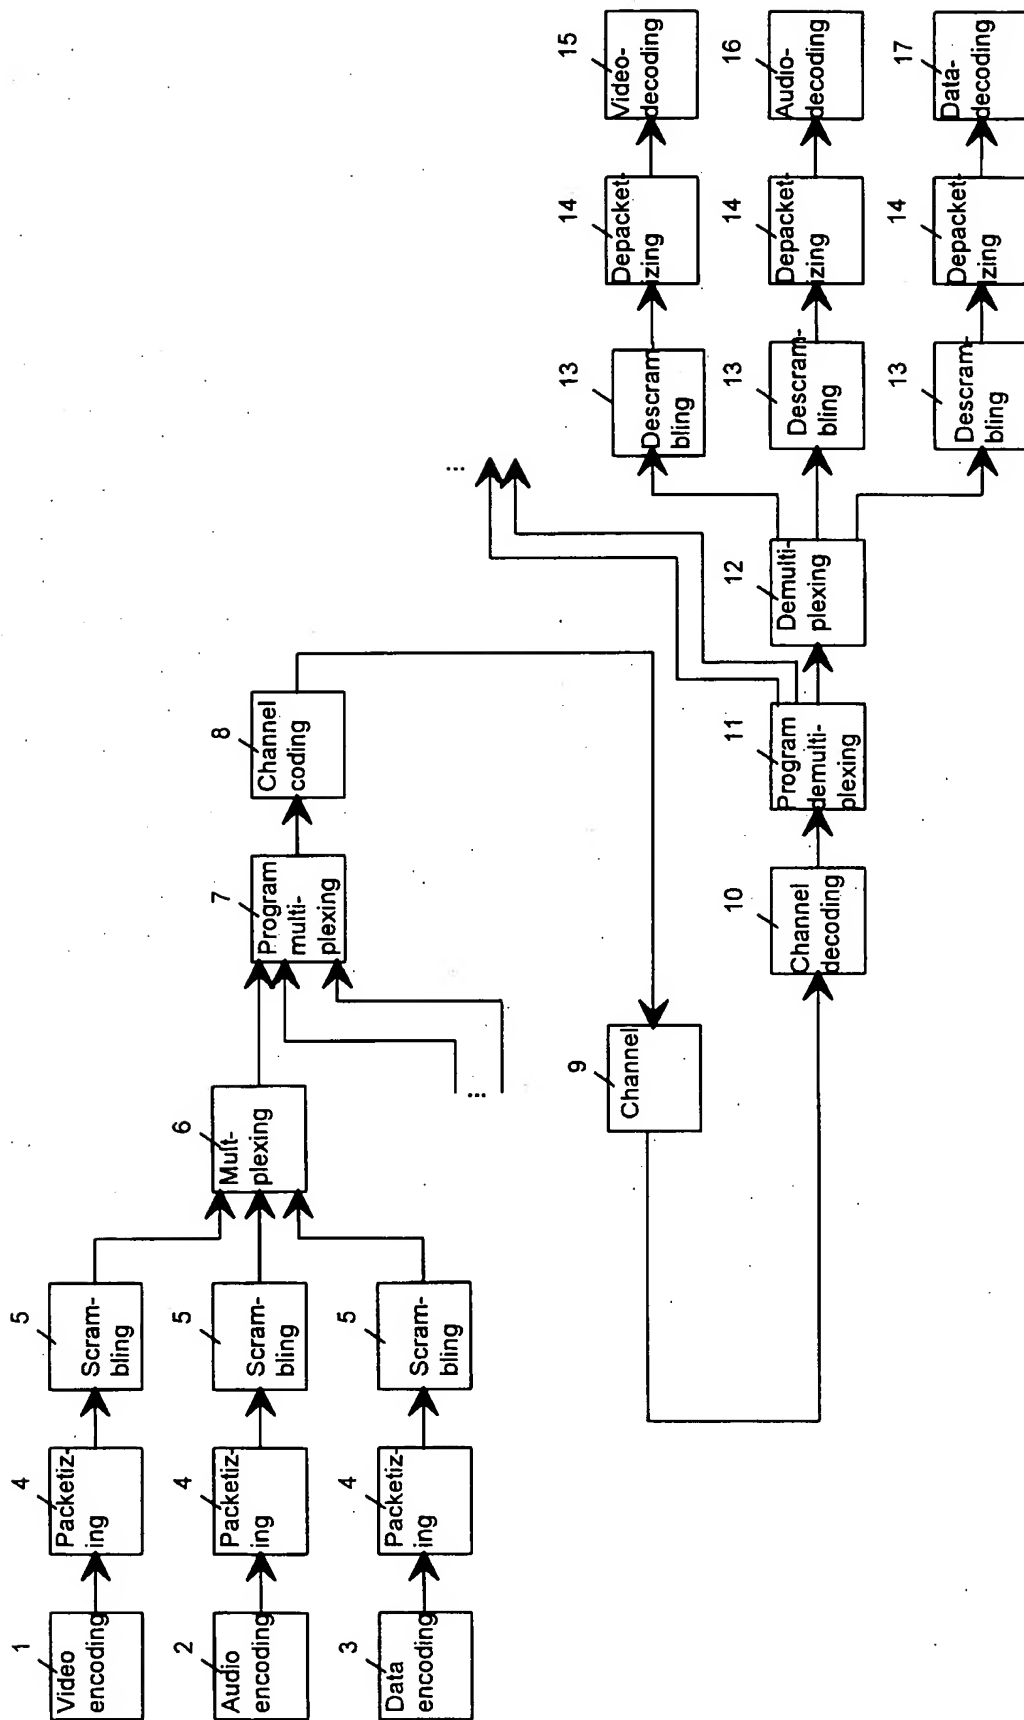 1
Video
encoding
4
Packetiz-
ing
5
Scram-
bling
2
Audio
encoding
4
Packetiz-
ing
5
Scram-
bling
3
Data
encoding
4
Packetiz-
ing
5
Scram-
bling
6
Mult-
plexing
...
7
Program
multi-
plexing
8
Channel
coding
9
Channel
10
Channel
decoding
11
Program
demulti-
plexing
...
12
Demulti-
plexing
13
Descram
bling
14
Depacket-
izing
15
Video-
decoding
13
Descram-
bling
14
Depacket-
izing
16
Audio-
decoding
13
Descram-
bling
14
Depacket-
izing
17
Data-
decoding